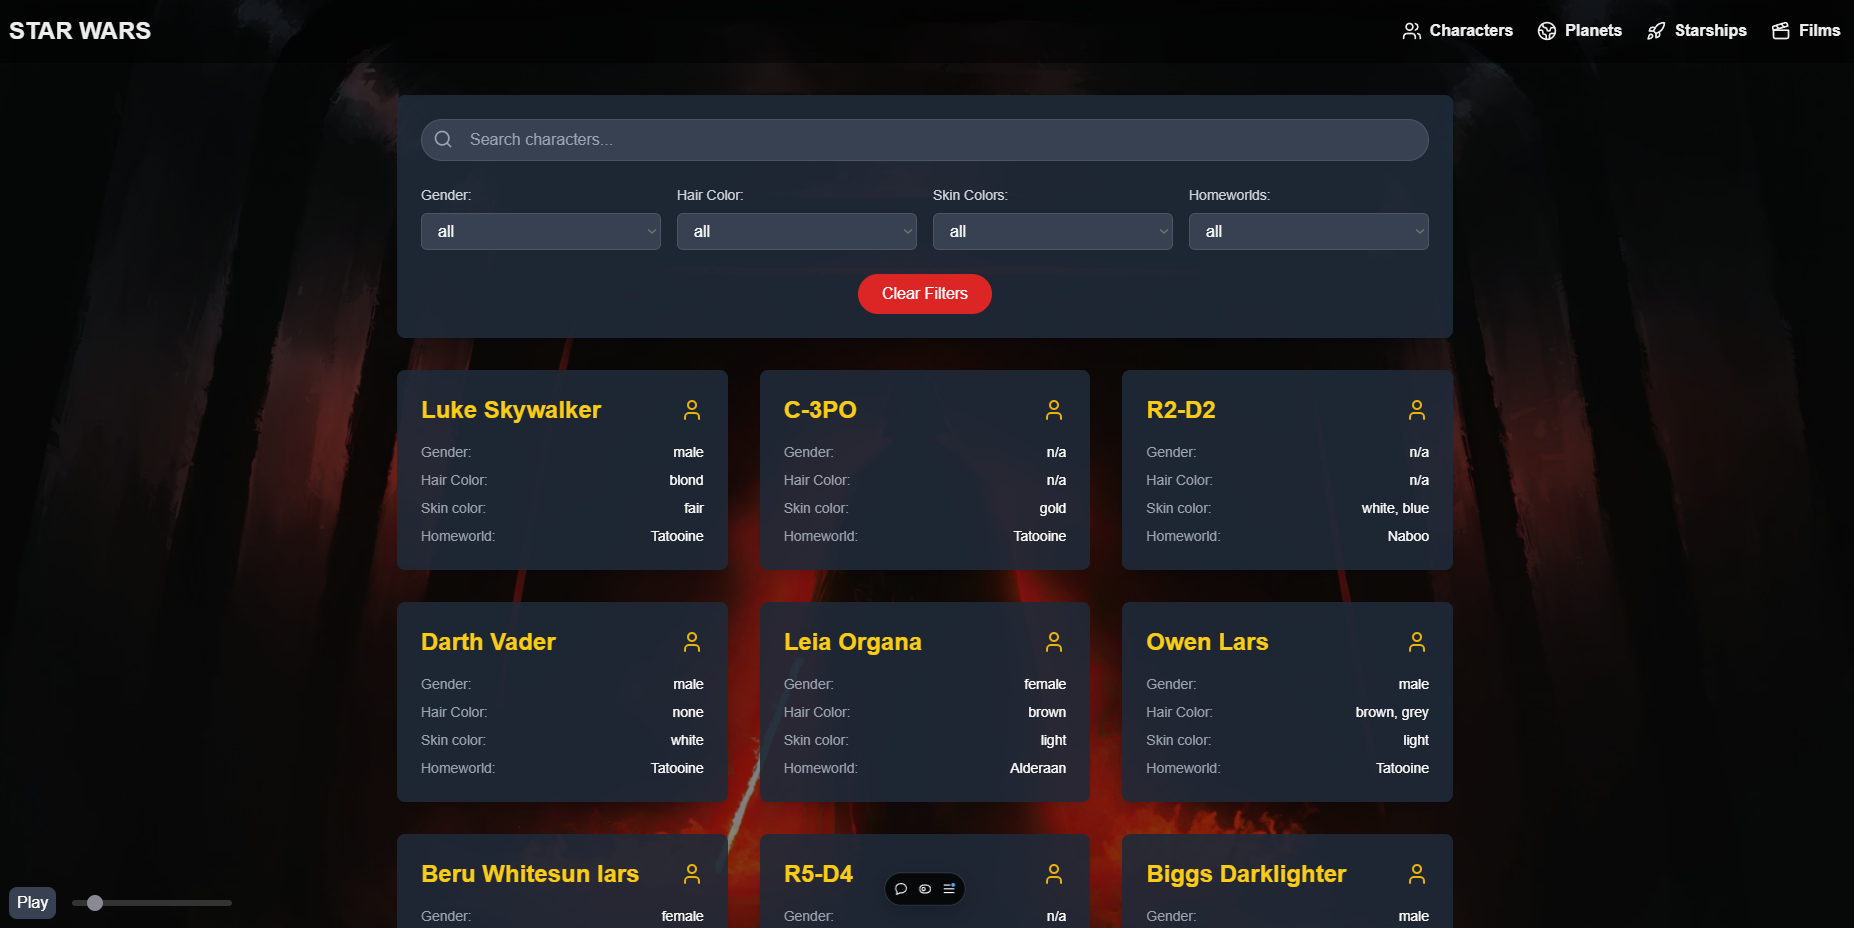 STAR WARS
Characters Planets Starships Films
Search characters...
Gender: Hair Color: Skin Colors: Homeworlds:
all all all all
Clear Filters
Luke Skywalker
Gender: male
Hair Color: blond
Skin color: fair
Homeworld: Tatooine
C-3PO
Gender: n/a
Hair Color: n/a
Skin color: gold
Homeworld: Tatooine
R2-D2
Gender: n/a
Hair Color: n/a
Skin color: white, blue
Homeworld: Naboo
Darth Vader
Gender: male
Hair Color: none
Skin color: white
Homeworld: Tatooine
Leia Organa
Gender: female
Hair Color: brown
Skin color: light
Homeworld: Alderaan
Owen Lars
Gender: male
Hair Color: brown, grey
Skin color: light
Homeworld: Tatooine
Beru Whitesun lars
Gender: female
R5-D4
Gender: n/a
Biggs Darklighter
Gender: male
Play